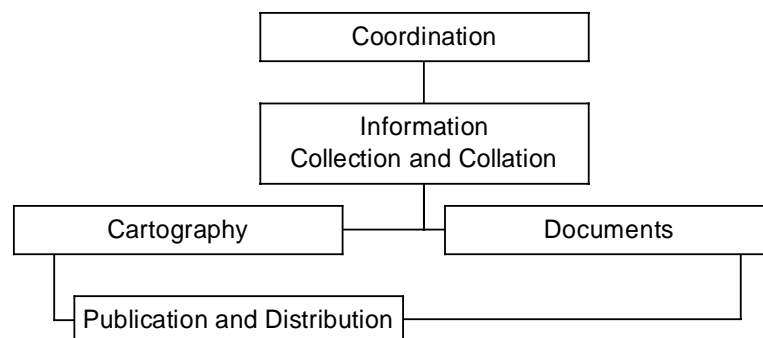 Coordination
Information
Collection and Collation
Cartography
Documents
Publication and Distribution